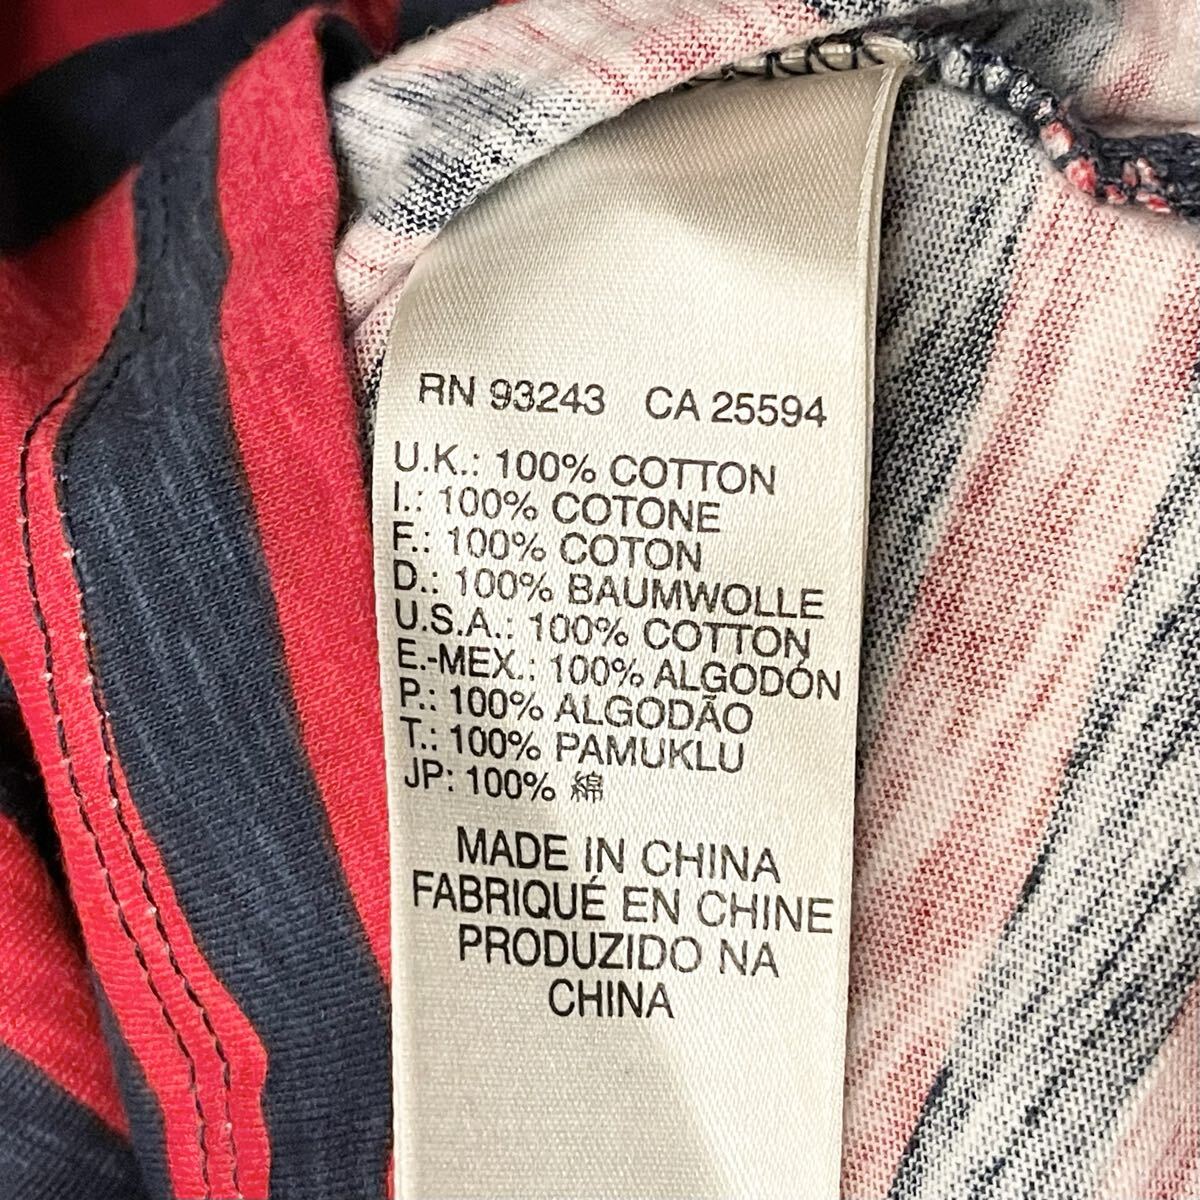 RN 93243 CA 25594
U.K.: 100% COTTON
I.: 100% COTONE
F.: 100% COTON
D.: 100% BAUMWOLLE
U.S.A.: 100% COTTON
E.-MEX.: 100% ALGODÓN
P.: 100% ALGODÃO
T.: 100% PAMUKLU
JP: 100% 綿
MADE IN CHINA
FABRIQUÉ EN CHINE
PRODUZIDO NA
CHINA